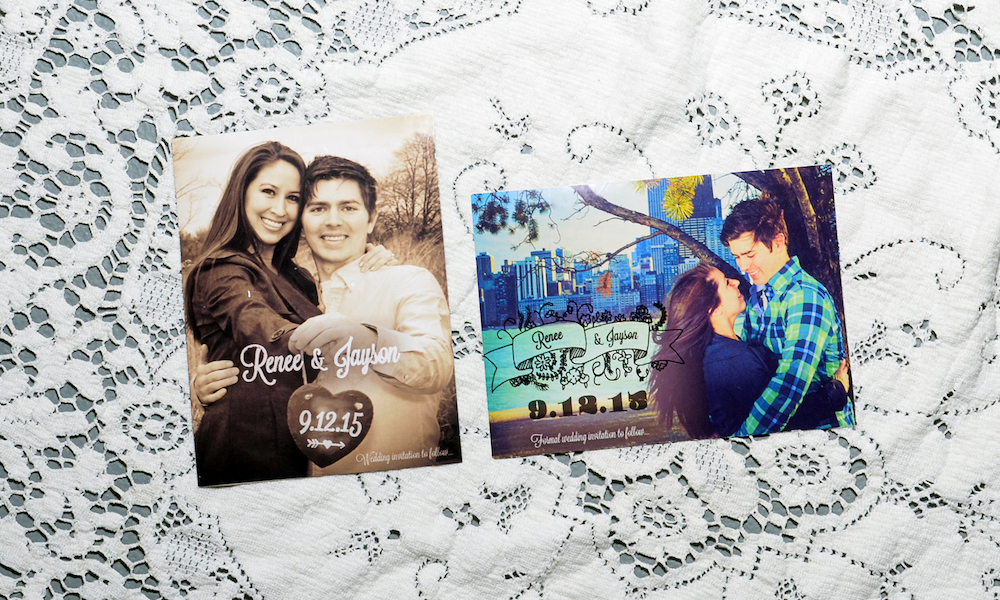 Renee & Jayson
9.12.15
Wedding invitation to follow...
Renee & Jayson
9.12.15
Formal wedding invitation to follow...